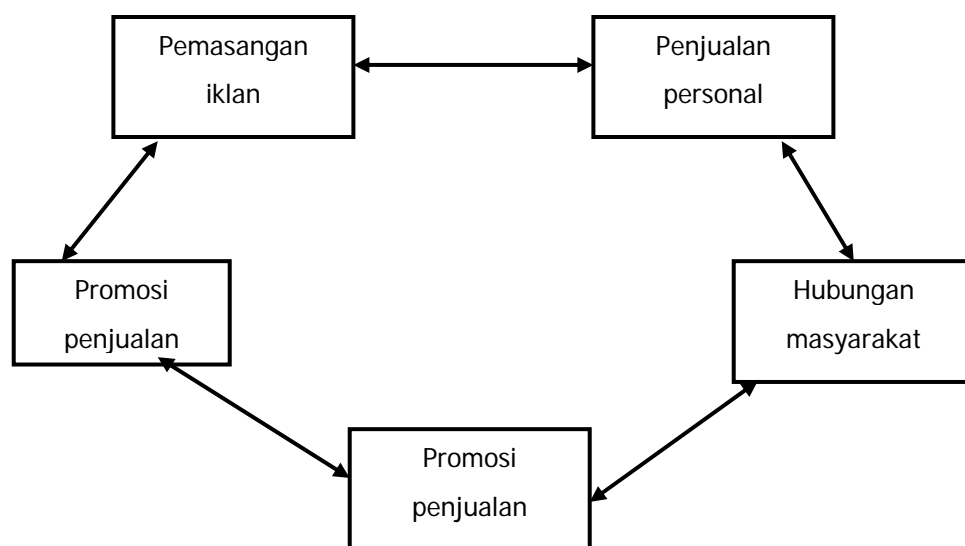 Pemasangan
iklan
Penjualan
personal
Promosi
penjualan
Hubungan
masyarakat
Promosi
penjualan